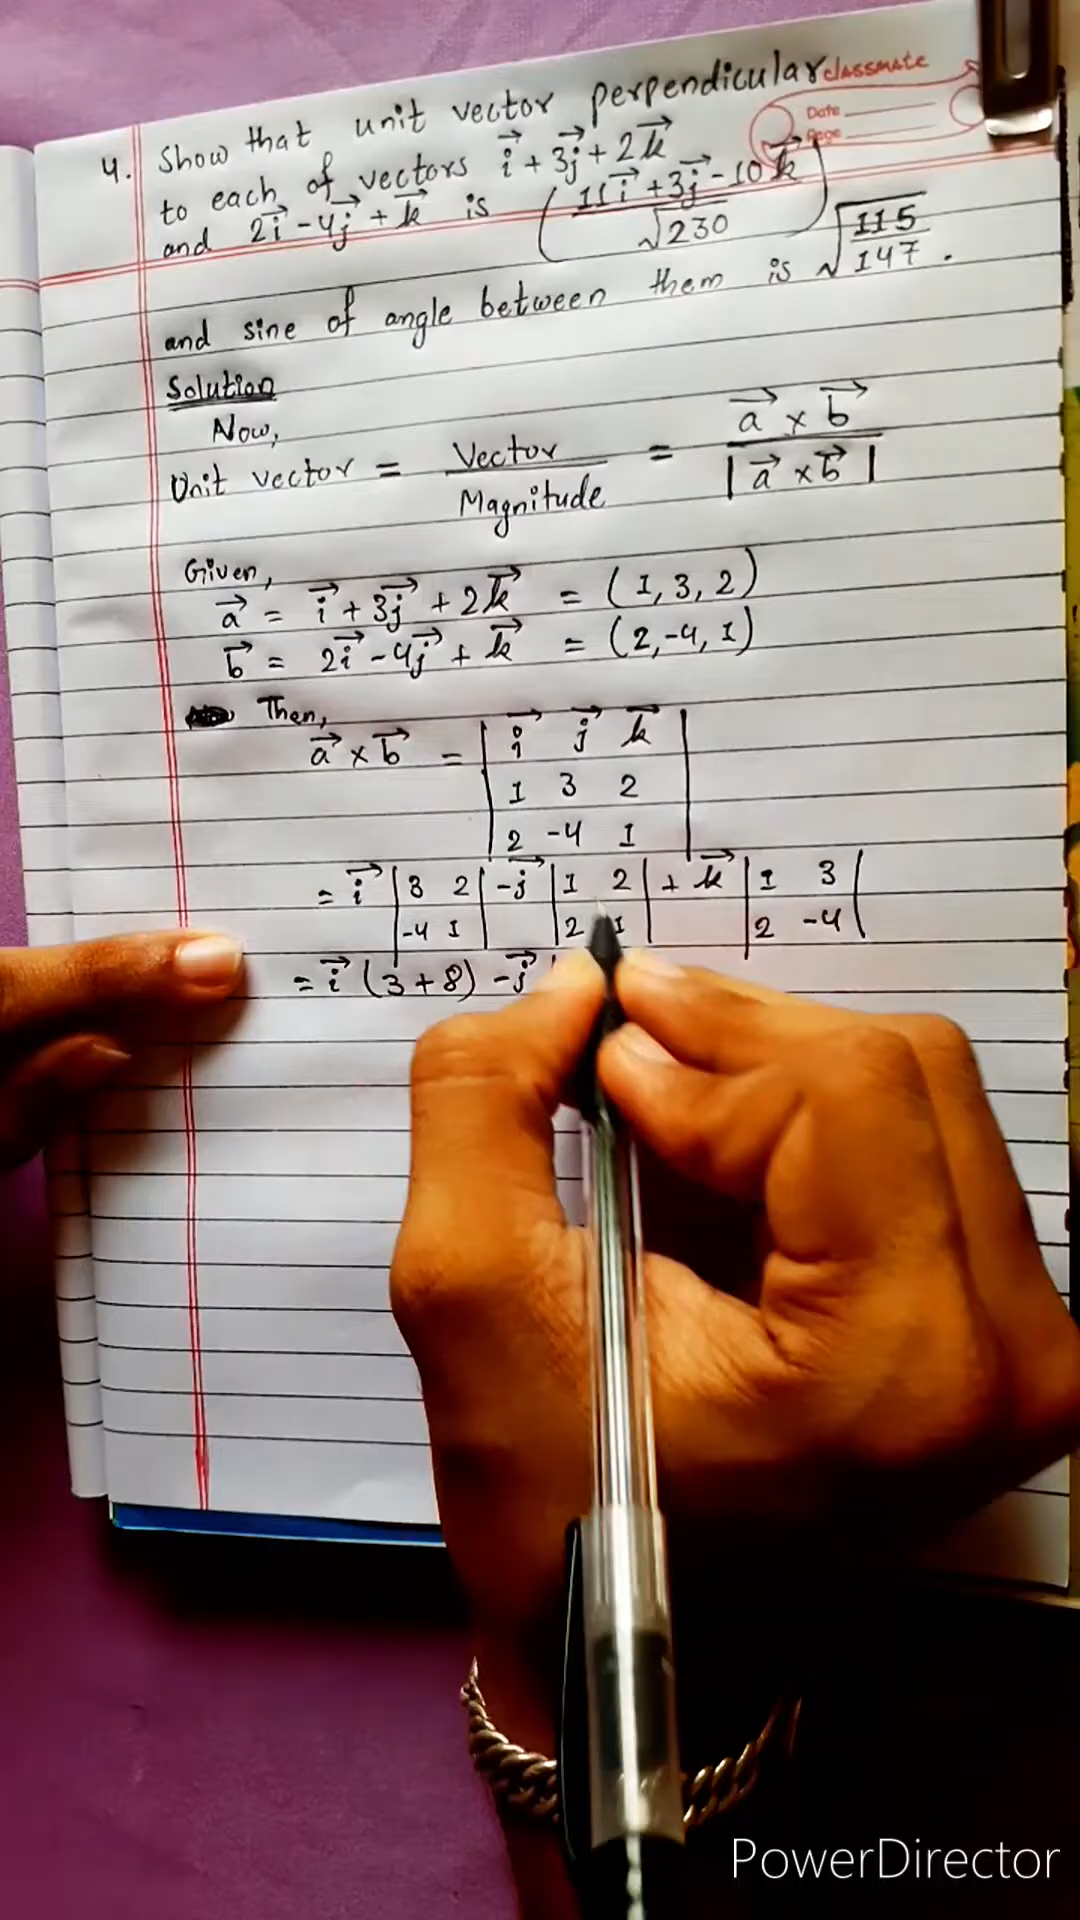 classmate
Date
Page
4. Show that unit vector perpendicular
to each of vectors i⃗ + 3j⃗ + 2k⃗
and 2i⃗ - 4j⃗ + k⃗ is ( 11i⃗ + 3j⃗ - 10k⃗ / √230 )
and sine of angle between them is √115/147 .
Solution
Now,
Unit vector = Vector / Magnitude = a⃗ × b⃗ / |a⃗ × b⃗|
Given,
a⃗ = i⃗ + 3j⃗ + 2k⃗ = (1, 3, 2)
b⃗ = 2i⃗ - 4j⃗ + k⃗ = (2, -4, 1)
Then,
a⃗ × b⃗ = | i⃗ j⃗ k⃗ |
1 3 2
2 -4 1
= i⃗ | 3 2 | - j⃗ | 1 2 | + k⃗ | 1 3 |
-4 1 | 2 1 | 2 -4 |
= i⃗ (3 + 8) - j⃗
PowerDirector